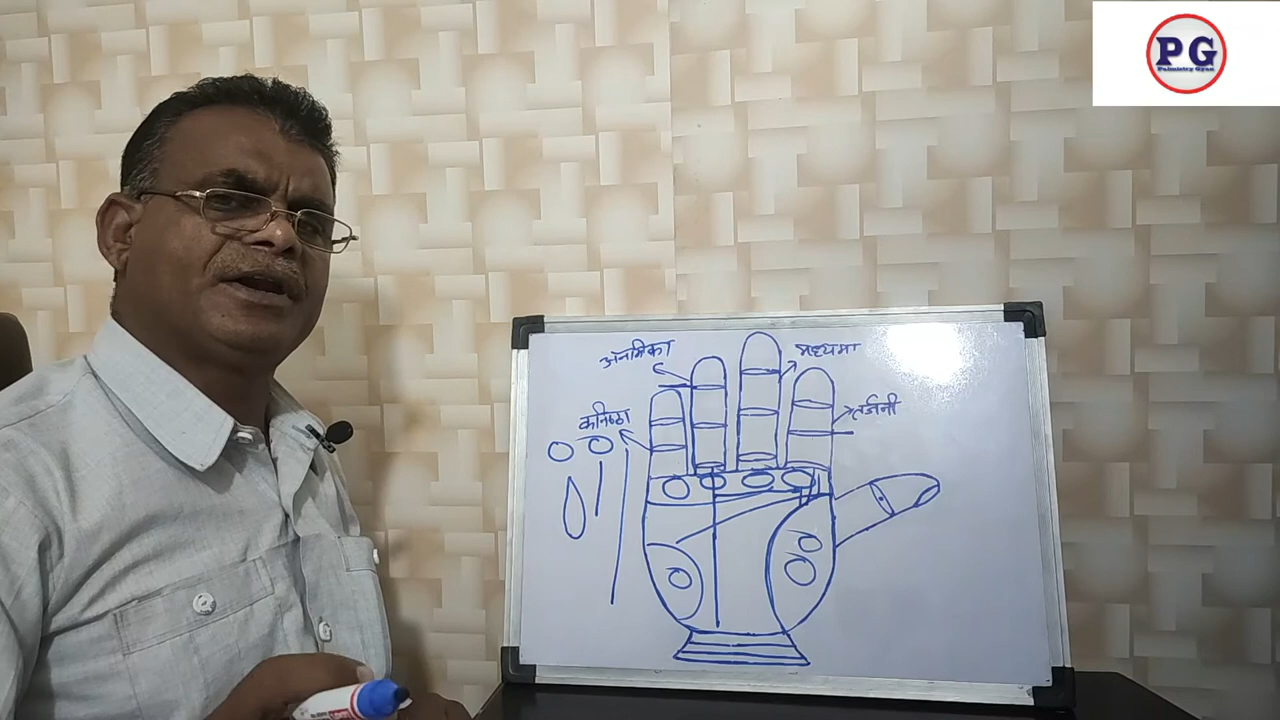 PG
Palmistry Gyan
अनामिका
मध्यमा
तर्जनी
कनिष्ठा